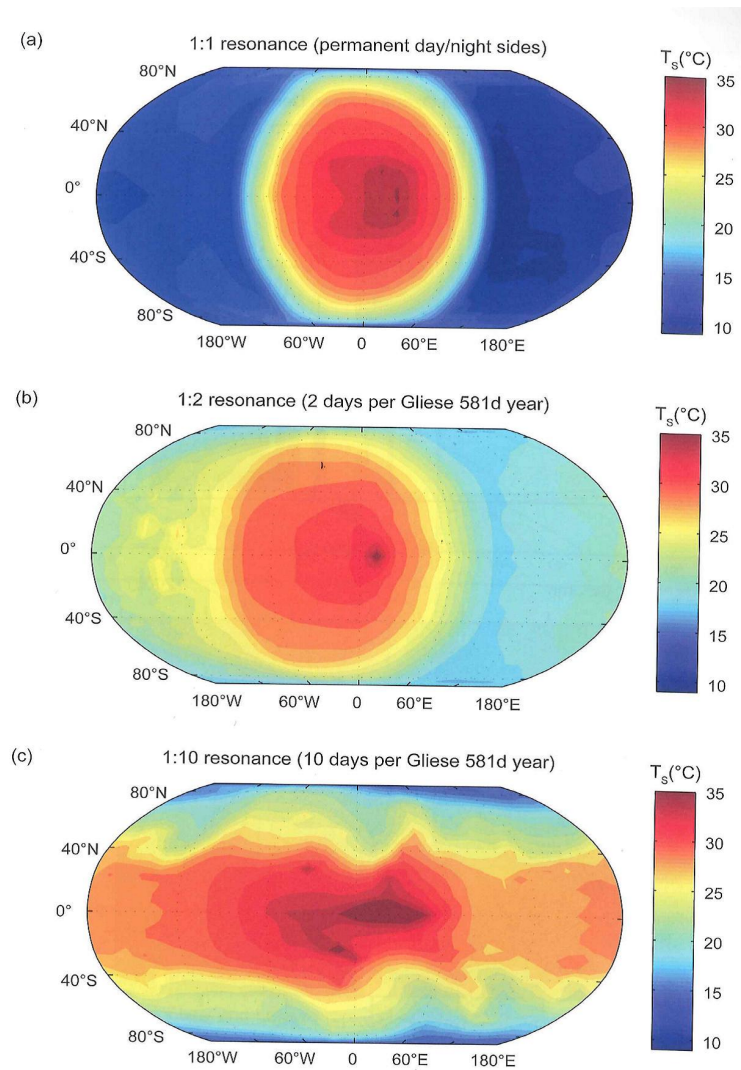 (a)
1:1 resonance (permanent day/night sides)
Ts(°C)
80°N
40°N
0°
40°S
80°S
180°W 60°W 0 60°E 180°E
35
30
25
20
15
10
(b)
1:2 resonance (2 days per Gliese 581d year)
Ts(°C)
80°N
40°N
0°
40°S
80°S
180°W 60°W 0 60°E 180°E
35
30
25
20
15
10
(c)
1:10 resonance (10 days per Gliese 581d year)
Ts(°C)
80°N
40°N
0°
40°S
80°S
180°W 60°W 0 60°E 180°E
35
30
25
20
15
10